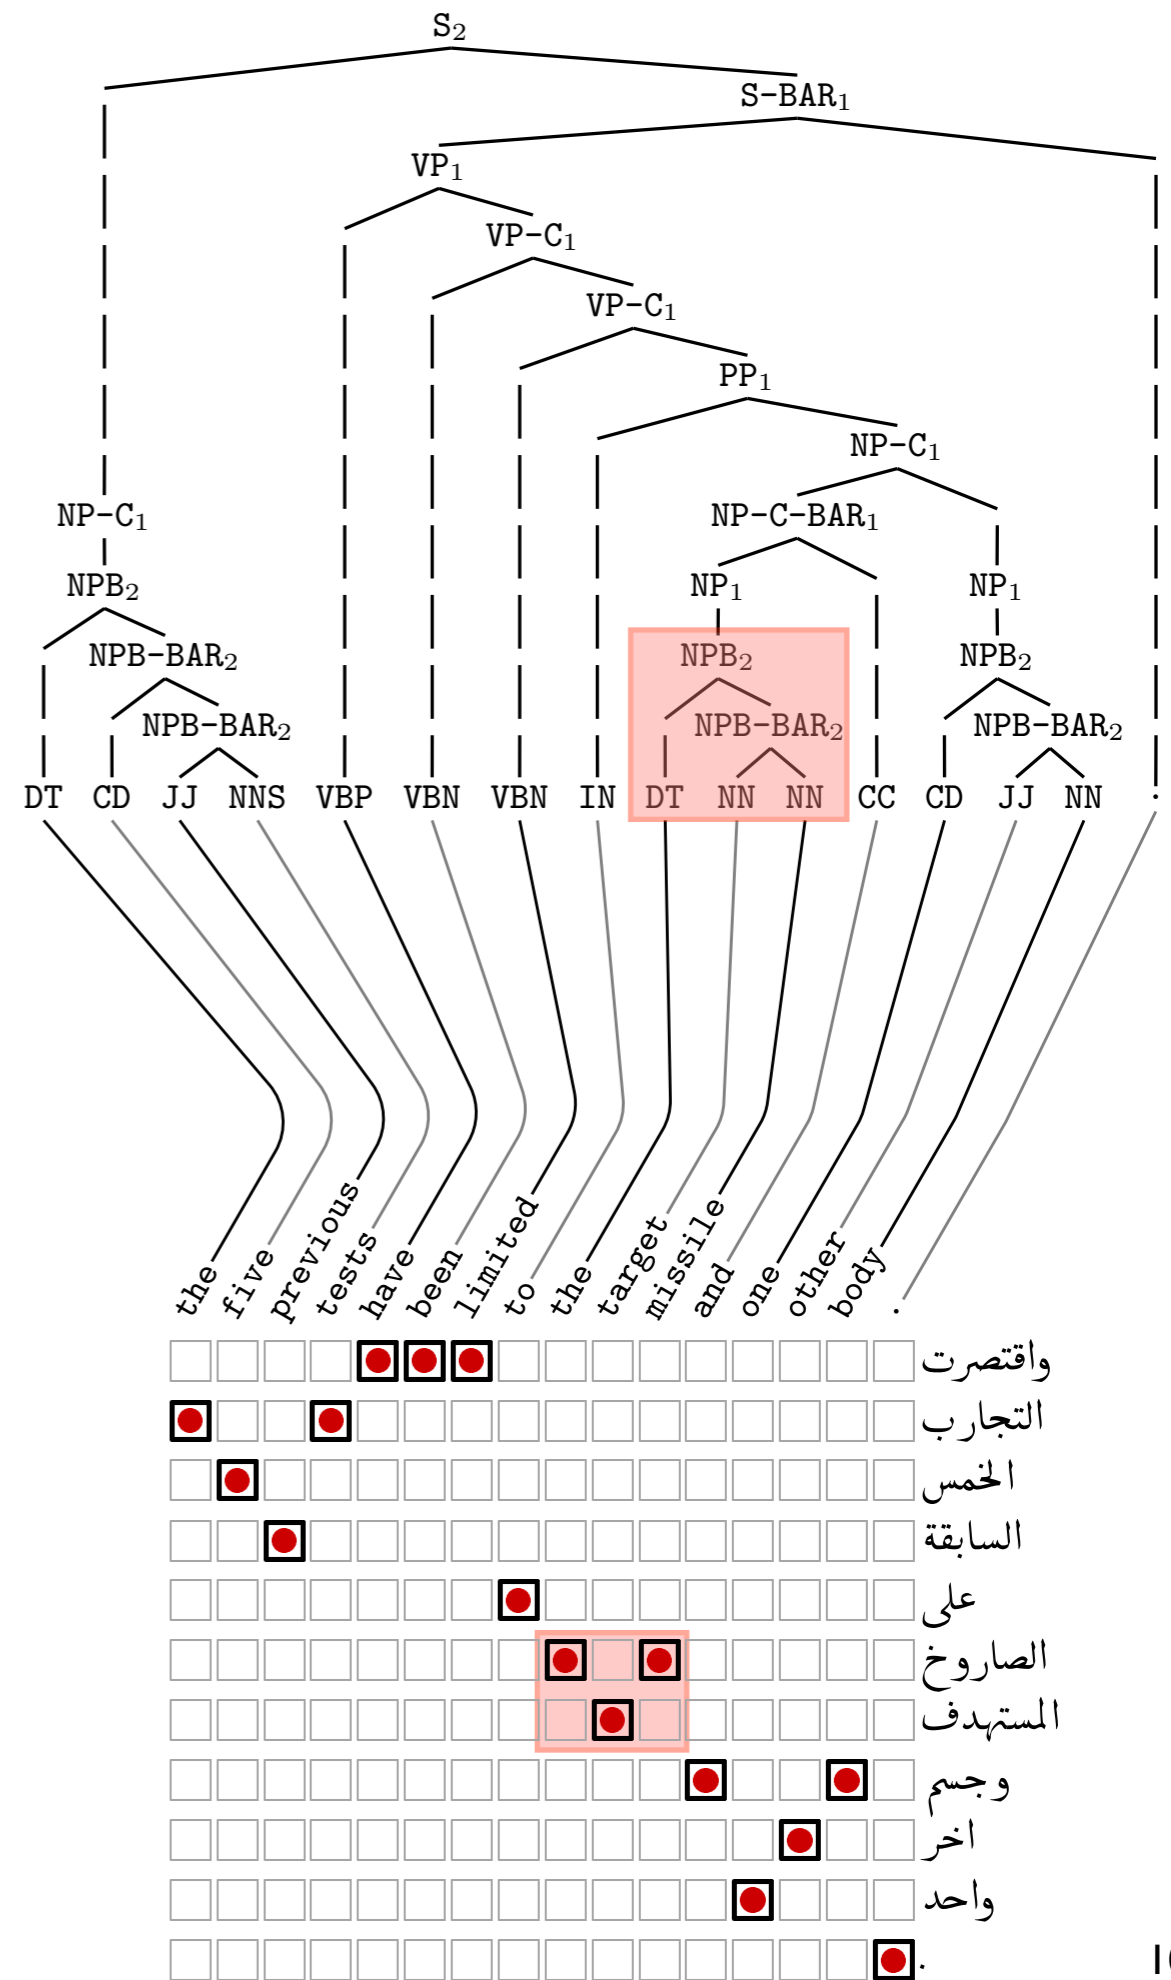 S₂
S-BAR₁
VP₁
VP-C₁
VP-C₁
PP₁
NP-C₁
NP-C₁ NP-C-BAR₁
NPB₂ NP₁ NP₁
NPB-BAR₂ NPB₂ NPB₂
NPB-BAR₂ NPB-BAR₂ NPB-BAR₂
DT CD JJ NNS VBP VBN VBN IN DT NN NN CC CD JJ NN .
the five previous tests have been limited to the target missile and one other body .
واقتصرت
التجارب
الخمس
السابقة
على
الصاروخ
المستهدف
وجسم
اخر
واحد
.